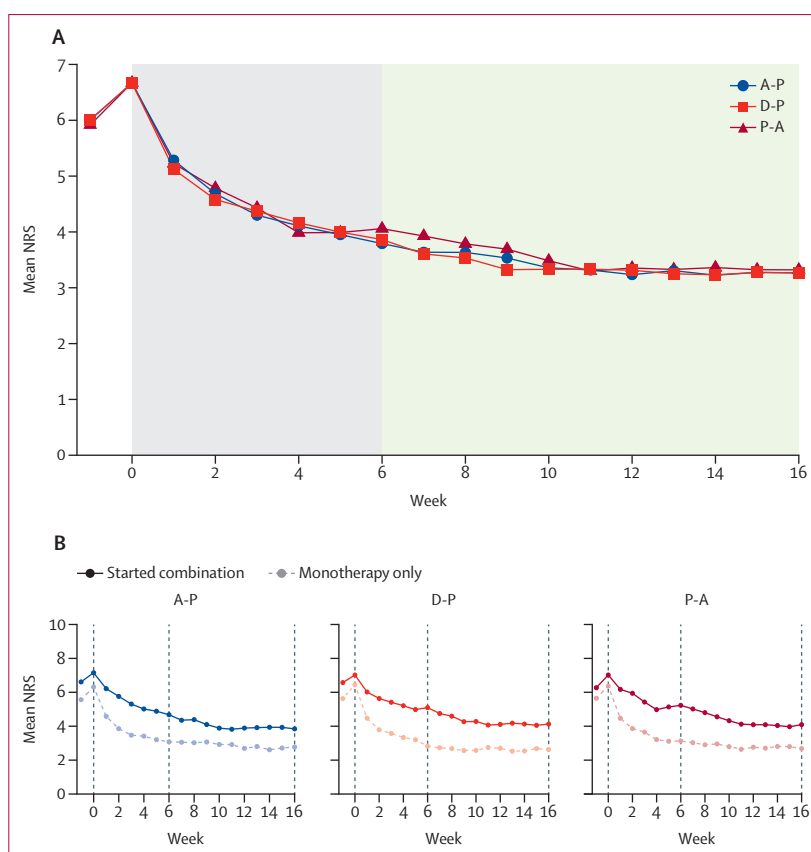 A
7
6
5
4
3
2
1
0
Mean NRS
0 2 4 6 8 10 12 14 16
Week
A-P
D-P
P-A
B
Started combination Monotherapy only
A-P D-P P-A
10
8
6
4
2
0
Mean NRS
0 2 4 6 8 10 12 14 16 0 2 4 6 8 10 12 14 16 0 2 4 6 8 10 12 14 16
Week Week Week